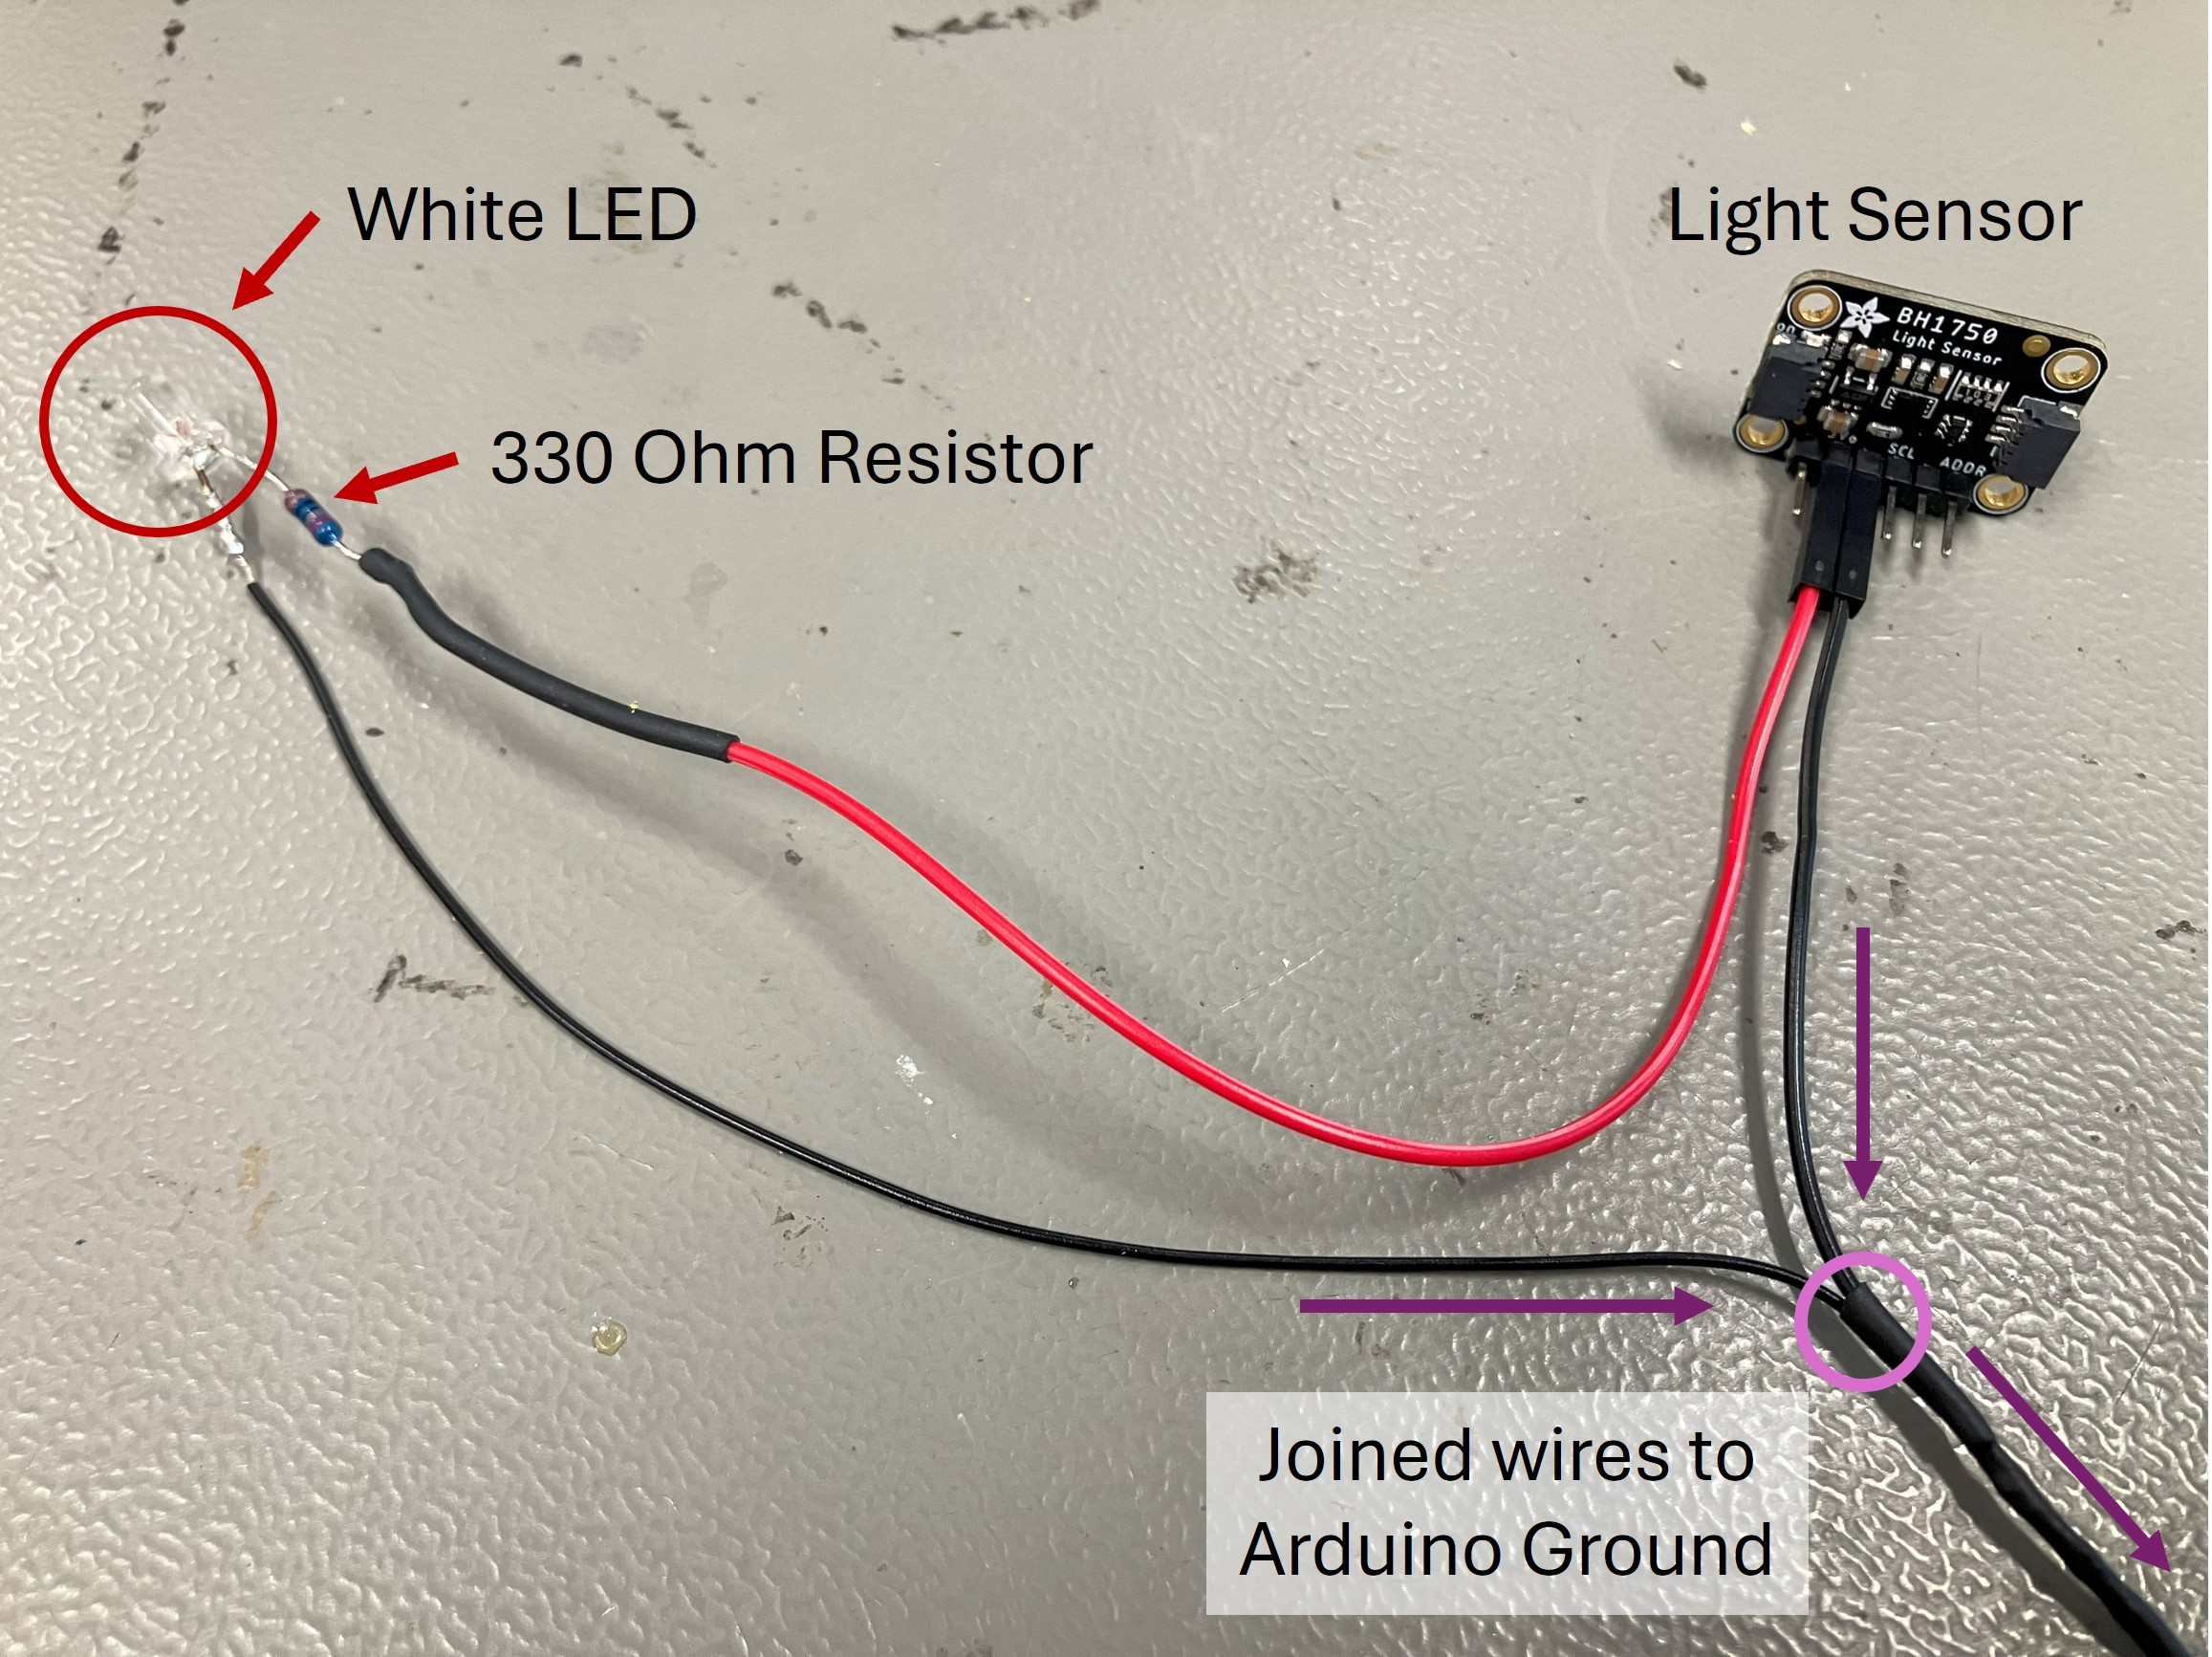 White LED
Light Sensor
330 Ohm Resistor
BH1750
Light Sensor
SCL
ADDR
Joined wires to
Arduino Ground